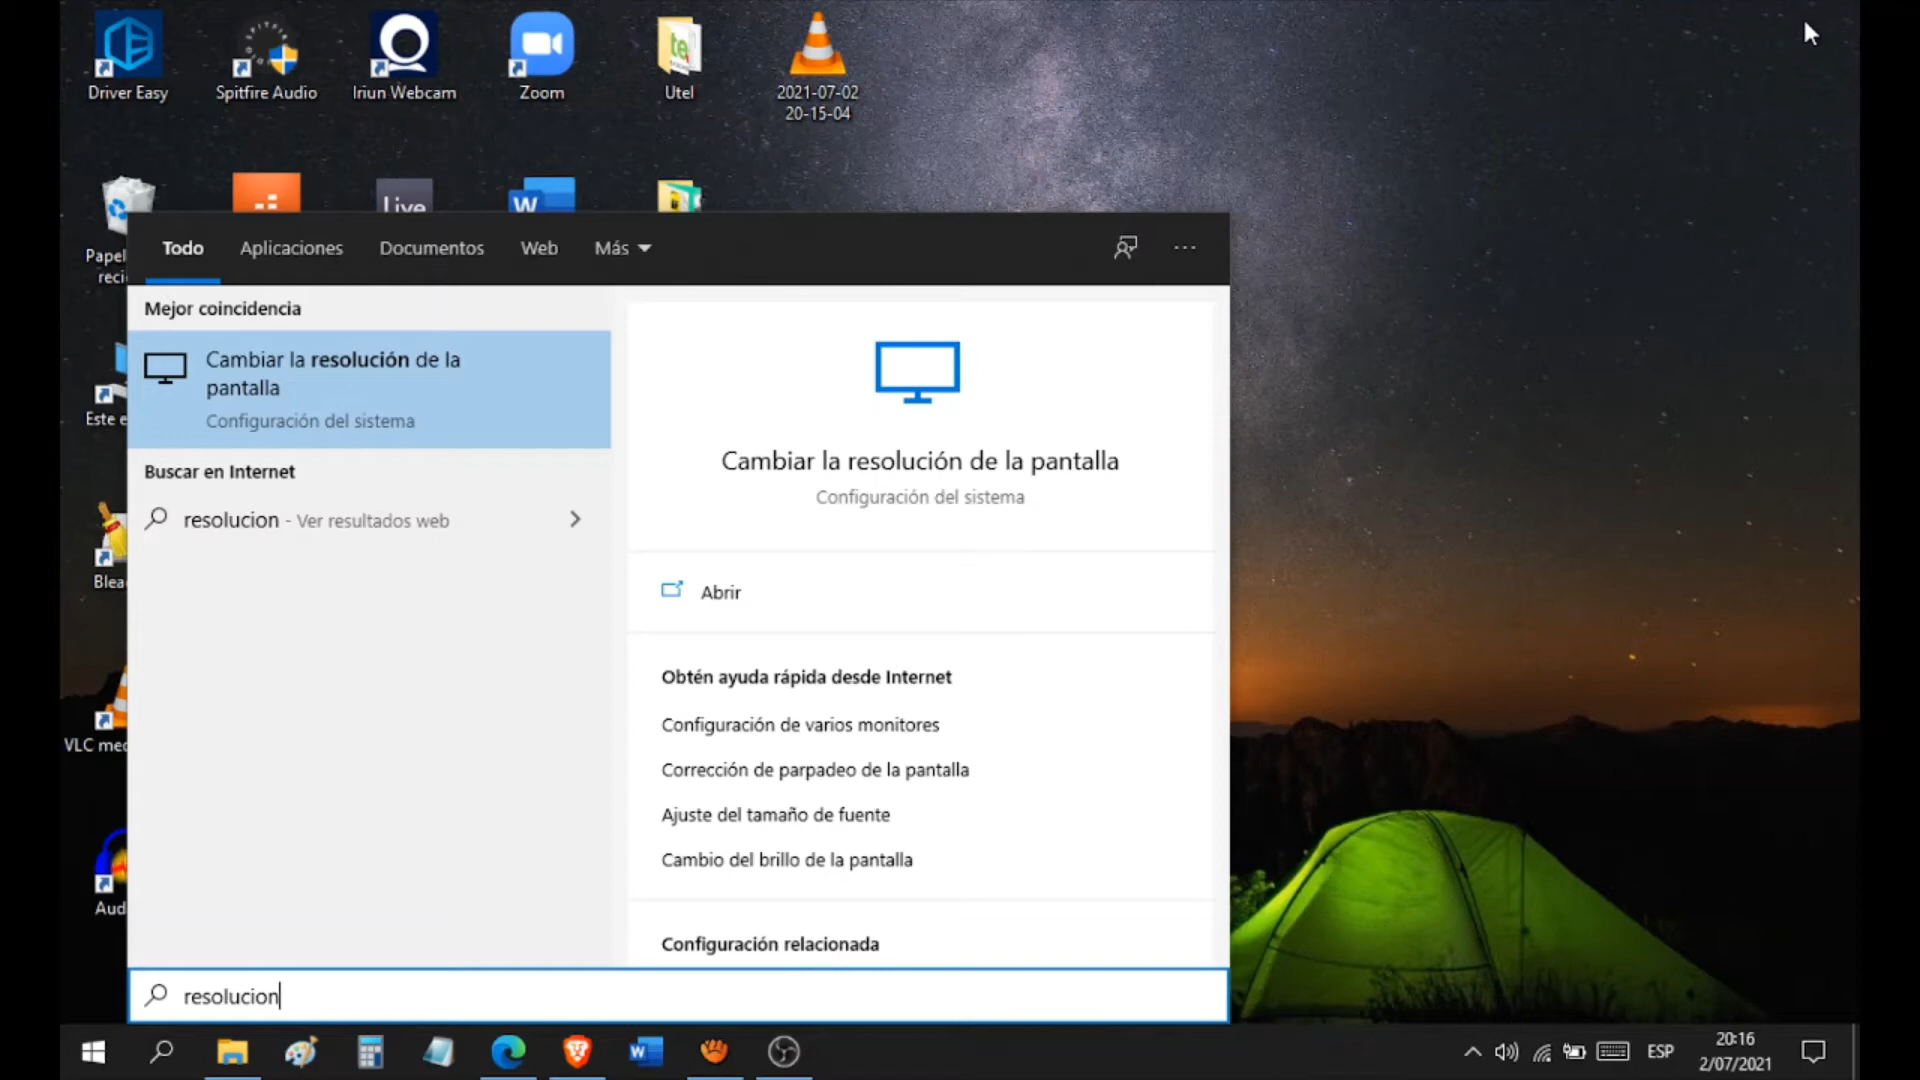 Driver Easy
Spitfire Audio
Iriun Webcam
Zoom
te
Utel
2021-07-02
20-15-04
Papel
reci
Live
W
Todo
Aplicaciones
Documentos
Web
Más
Mejor coincidencia
Cambiar la resolución de la
pantalla
Configuración del sistema
Buscar en Internet
resolucion - Ver resultados web
Este e
Blea
VLC med
Aud
Cambiar la resolución de la pantalla
Configuración del sistema
Abrir
Obtén ayuda rápida desde Internet
Configuración de varios monitores
Corrección de parpadeo de la pantalla
Ajuste del tamaño de fuente
Cambio del brillo de la pantalla
Configuración relacionada
resolucion
W
ESP
20:16
2/07/2021